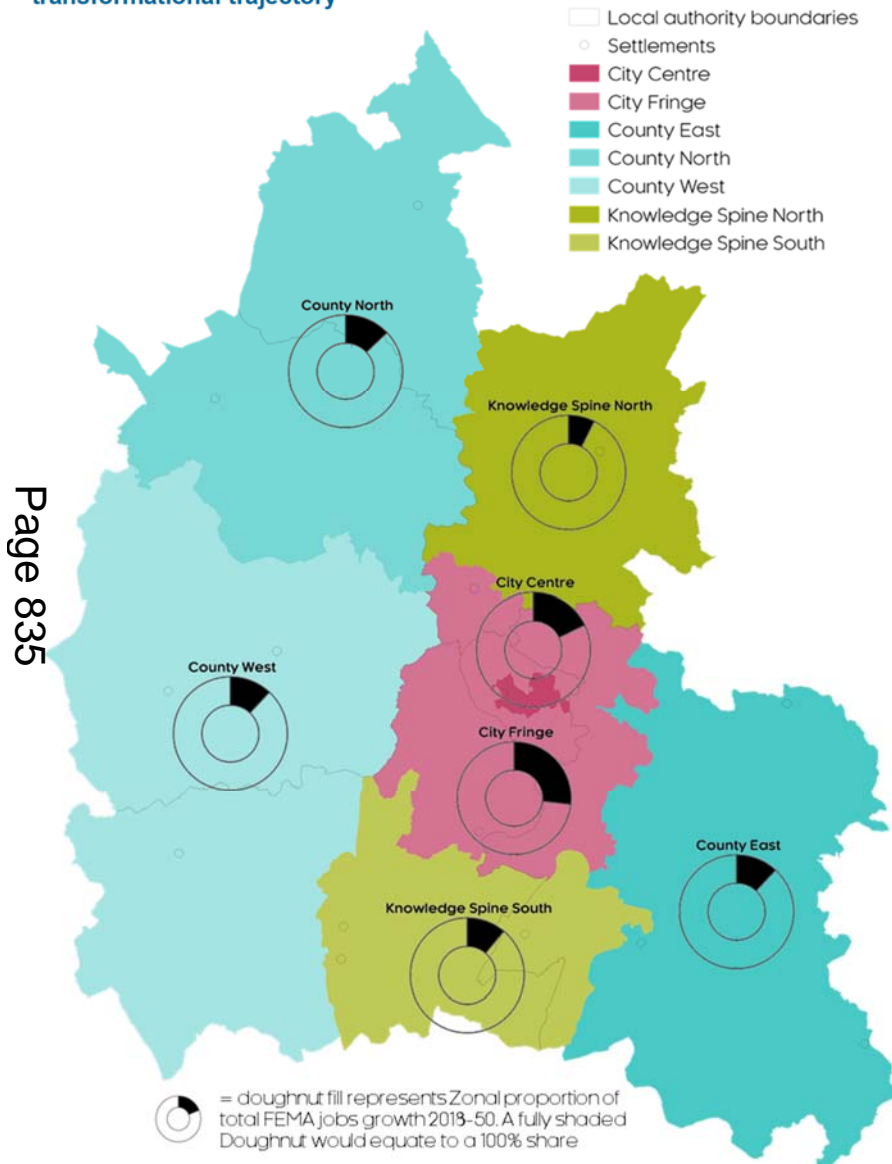 transformational trajectory
Local authority boundaries
Settlements
City Centre
City Fringe
County East
County North
County West
Knowledge Spine North
Knowledge Spine South
County North
Knowledge Spine North
Page 835
City Centre
County West
City Fringe
County East
Knowledge Spine South
= doughnut fill represents Zonal proportion of
total FEMA jobs growth 2018-50. A fully shaded
Doughnut would equate to a 100% share